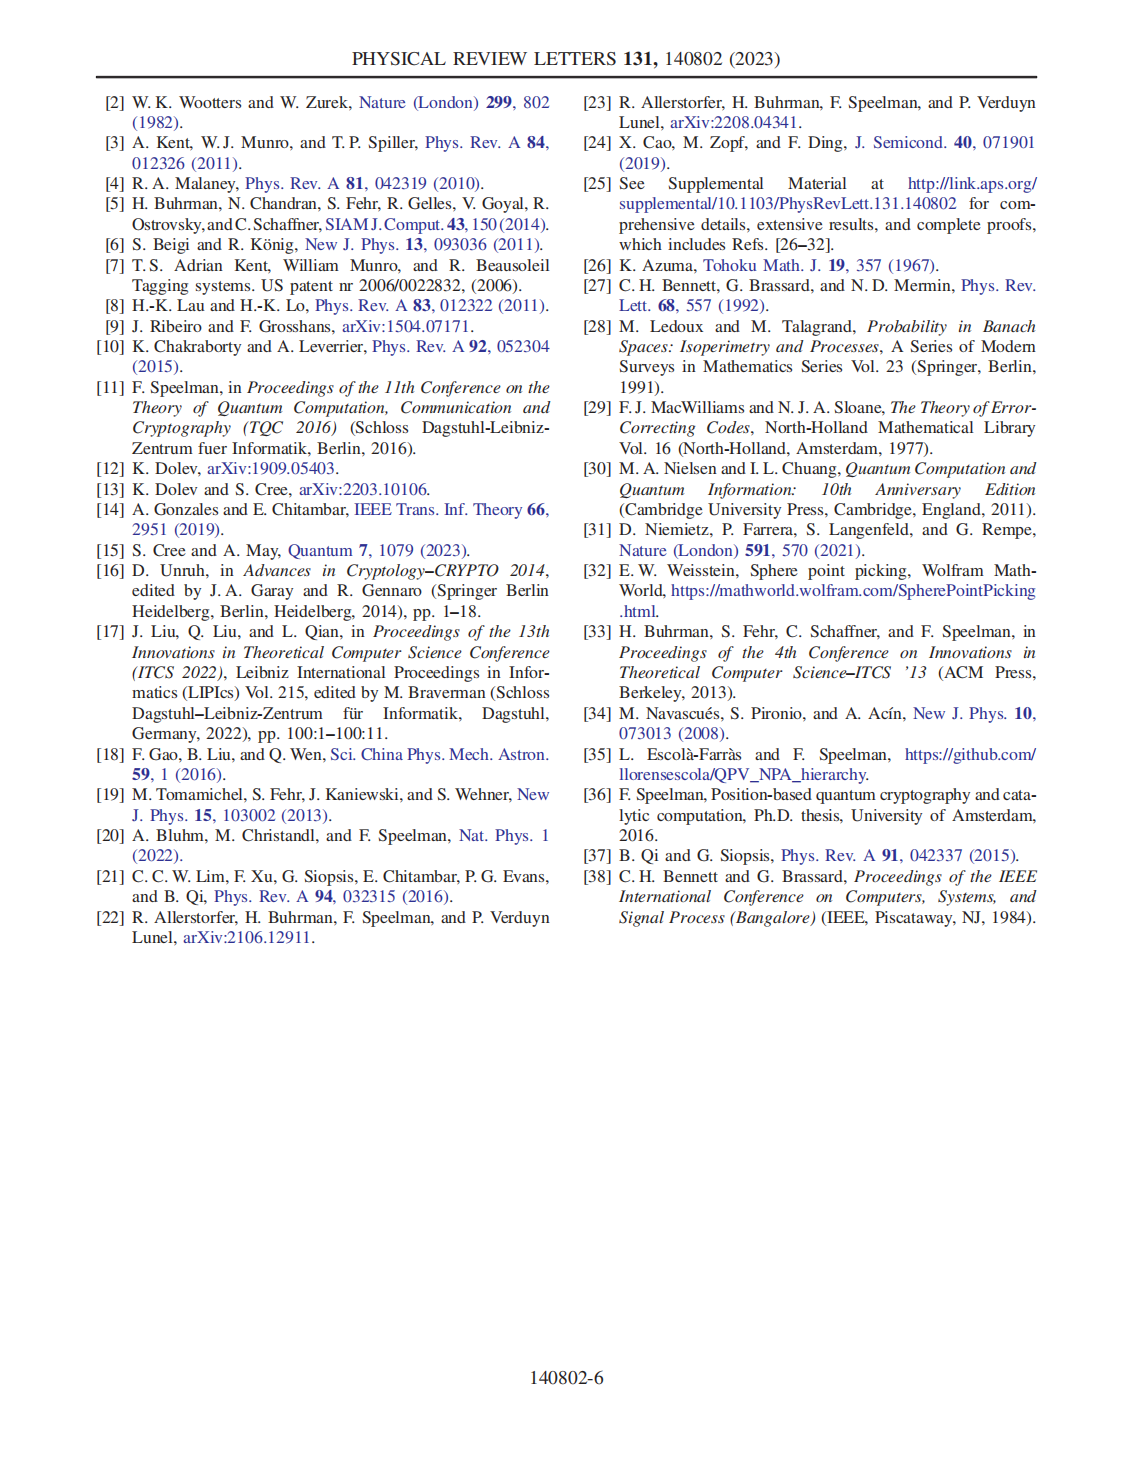 PHYSICAL REVIEW LETTERS 131, 140802 (2023)
[2] W. K. Wootters and W. Zurek, Nature (London) 299, 802
(1982).
[3] A. Kent, W. J. Munro, and T. P. Spiller, Phys. Rev. A 84,
012326 (2011).
[4] R. A. Malaney, Phys. Rev. A 81, 042319 (2010).
[5] H. Buhrman, N. Chandran, S. Fehr, R. Gelles, V. Goyal, R.
Ostrovsky, and C. Schaffner, SIAM J. Comput. 43, 150 (2014).
[6] S. Beigi and R. König, New J. Phys. 13, 093036 (2011).
[7] T. S. Adrian Kent, William Munro, and R. Beausoleil
Tagging systems. US patent nr 2006/0022832, (2006).
[8] H.-K. Lau and H.-K. Lo, Phys. Rev. A 83, 012322 (2011).
[9] J. Ribeiro and F. Grosshans, arXiv:1504.07171.
[10] K. Chakraborty and A. Leverrier, Phys. Rev. A 92, 052304
(2015).
[11] F. Speelman, in Proceedings of the 11th Conference on the
Theory of Quantum Computation, Communication and
Cryptography (TQC 2016) (Schloss Dagstuhl-Leibniz-
Zentrum fuer Informatik, Berlin, 2016).
[12] K. Dolev, arXiv:1909.05403.
[13] K. Dolev and S. Cree, arXiv:2203.10106.
[14] A. Gonzales and E. Chitambar, IEEE Trans. Inf. Theory 66,
2951 (2019).
[15] S. Cree and A. May, Quantum 7, 1079 (2023).
[16] D. Unruh, in Advances in Cryptology–CRYPTO 2014,
edited by J. A. Garay and R. Gennaro (Springer Berlin
Heidelberg, Berlin, Heidelberg, 2014), pp. 1–18.
[17] J. Liu, Q. Liu, and L. Qian, in Proceedings of the 13th
Innovations in Theoretical Computer Science Conference
(ITCS 2022), Leibniz International Proceedings in Infor-
matics (LIPIcs) Vol. 215, edited by M. Braverman (Schloss
Dagstuhl–Leibniz-Zentrum für Informatik, Dagstuhl,
Germany, 2022), pp. 100:1–100:11.
[18] F. Gao, B. Liu, and Q. Wen, Sci. China Phys. Mech. Astron.
59, 1 (2016).
[19] M. Tomamichel, S. Fehr, J. Kaniewski, and S. Wehner, New
J. Phys. 15, 103002 (2013).
[20] A. Bluhm, M. Christandl, and F. Speelman, Nat. Phys. 1
(2022).
[21] C. C. W. Lim, F. Xu, G. Siopsis, E. Chitambar, P. G. Evans,
and B. Qi, Phys. Rev. A 94, 032315 (2016).
[22] R. Allerstorfer, H. Buhrman, F. Speelman, and P. Verduyn
Lunel, arXiv:2106.12911.
[23] R. Allerstorfer, H. Buhrman, F. Speelman, and P. Verduyn
Lunel, arXiv:2208.04341.
[24] X. Cao, M. Zopf, and F. Ding, J. Semicond. 40, 071901
(2019).
[25] See Supplemental Material at http://link.aps.org/
supplemental/10.1103/PhysRevLett.131.140802 for com-
prehensive details, extensive results, and complete proofs,
which includes Refs. [26–32].
[26] K. Azuma, Tohoku Math. J. 19, 357 (1967).
[27] C. H. Bennett, G. Brassard, and N. D. Mermin, Phys. Rev.
Lett. 68, 557 (1992).
[28] M. Ledoux and M. Talagrand, Probability in Banach
Spaces: Isoperimetry and Processes, A Series of Modern
Surveys in Mathematics Series Vol. 23 (Springer, Berlin,
1991).
[29] F. J. MacWilliams and N. J. A. Sloane, The Theory of Error-
Correcting Codes, North-Holland Mathematical Library
Vol. 16 (North-Holland, Amsterdam, 1977).
[30] M. A. Nielsen and I. L. Chuang, Quantum Computation and
Quantum Information: 10th Anniversary Edition
(Cambridge University Press, Cambridge, England, 2011).
[31] D. Niemietz, P. Farrera, S. Langenfeld, and G. Rempe,
Nature (London) 591, 570 (2021).
[32] E. W. Weisstein, Sphere point picking, Wolfram Math-
World, https://mathworld.wolfram.com/SpherePointPicking
.html.
[33] H. Buhrman, S. Fehr, C. Schaffner, and F. Speelman, in
Proceedings of the 4th Conference on Innovations in
Theoretical Computer Science–ITCS '13 (ACM Press,
Berkeley, 2013).
[34] M. Navascués, S. Pironio, and A. Acín, New J. Phys. 10,
073013 (2008).
[35] L. Escolà-Farràs and F. Speelman, https://github.com/
llorensescola/QPV_NPA_hierarchy.
[36] F. Speelman, Position-based quantum cryptography and cata-
lytic computation, Ph.D. thesis, University of Amsterdam,
2016.
[37] B. Qi and G. Siopsis, Phys. Rev. A 91, 042337 (2015).
[38] C. H. Bennett and G. Brassard, Proceedings of the IEEE
International Conference on Computers, Systems, and
Signal Process (Bangalore) (IEEE, Piscataway, NJ, 1984).
140802-6